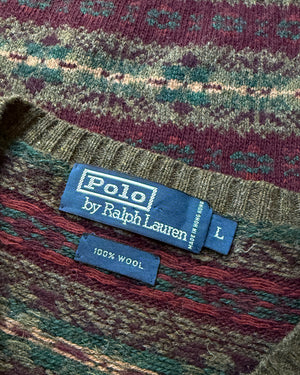 Polo
by Ralph Lauren
MADE IN HONG KONG
L
100% WOOL